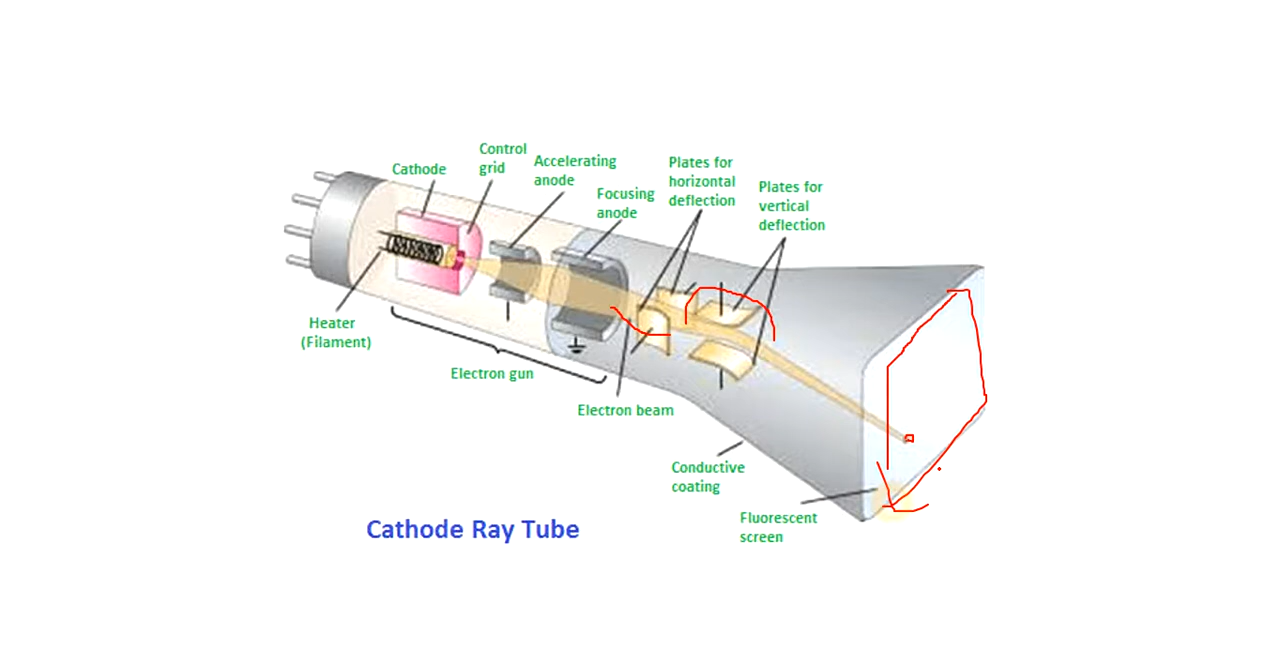 Cathode
Control
grid
Accelerating
anode
Focusing
anode
Plates for
horizontal
deflection
Plates for
vertical
deflection
Heater
(Filament)
Electron gun
Electron beam
Conductive
coating
Fluorescent
screen
Cathode Ray Tube